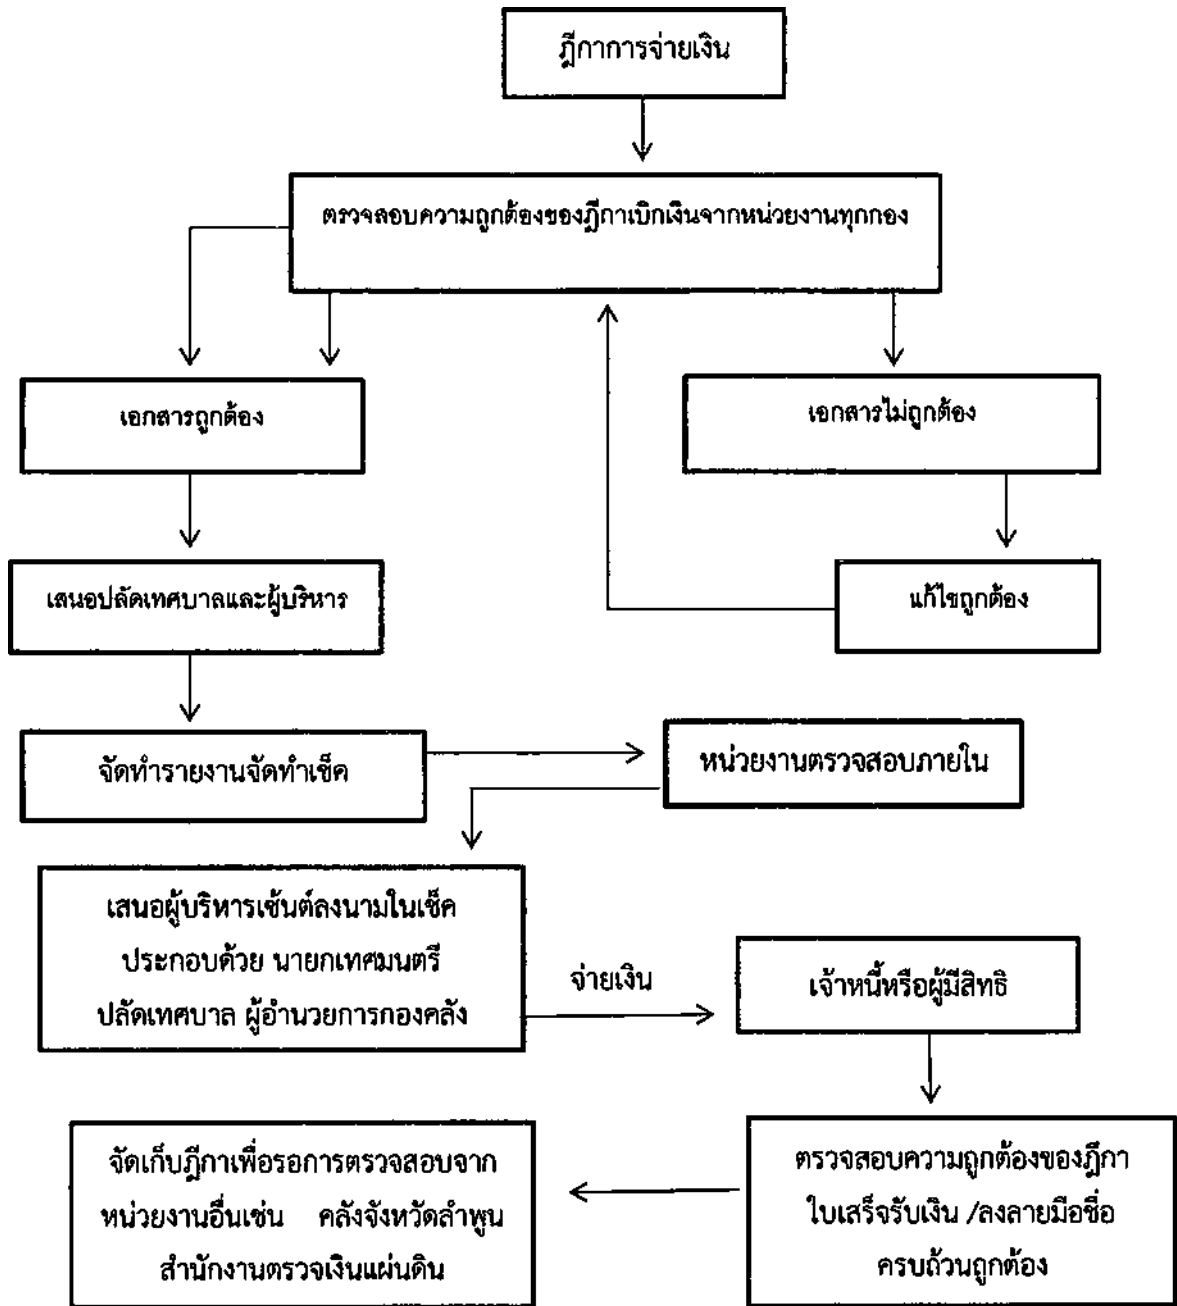 ฎีกาการจ่ายเงิน
ตรวจสอบความถูกต้องของฎีกาเบิกเงินจากหน่วยงานทุกกอง
เอกสารถูกต้อง
เอกสารไม่ถูกต้อง
เสนอปลัดเทศบาลและผู้บริหาร
แก้ไขถูกต้อง
จัดทำรายงานจัดทำเช็ค
หน่วยงานตรวจสอบภายใน
เสนอผู้บริหารเซ้นต์ลงนามในเช็ค
ประกอบด้วย นายกเทศมนตรี
ปลัดเทศบาล ผู้อำนวยการกองคลัง
จ่ายเงิน
เจ้าหนี้หรือผู้มีสิทธิ
ตรวจสอบความถูกต้องของฎีกา
ใบเสร็จรับเงิน /ลงลายมือชื่อ
ครบถ้วนถูกต้อง
จัดเก็บฎีกาเพื่อรอการตรวจสอบจาก
หน่วยงานอื่นเช่น คลังจังหวัดลำพูน
สำนักงานตรวจเงินแผ่นดิน